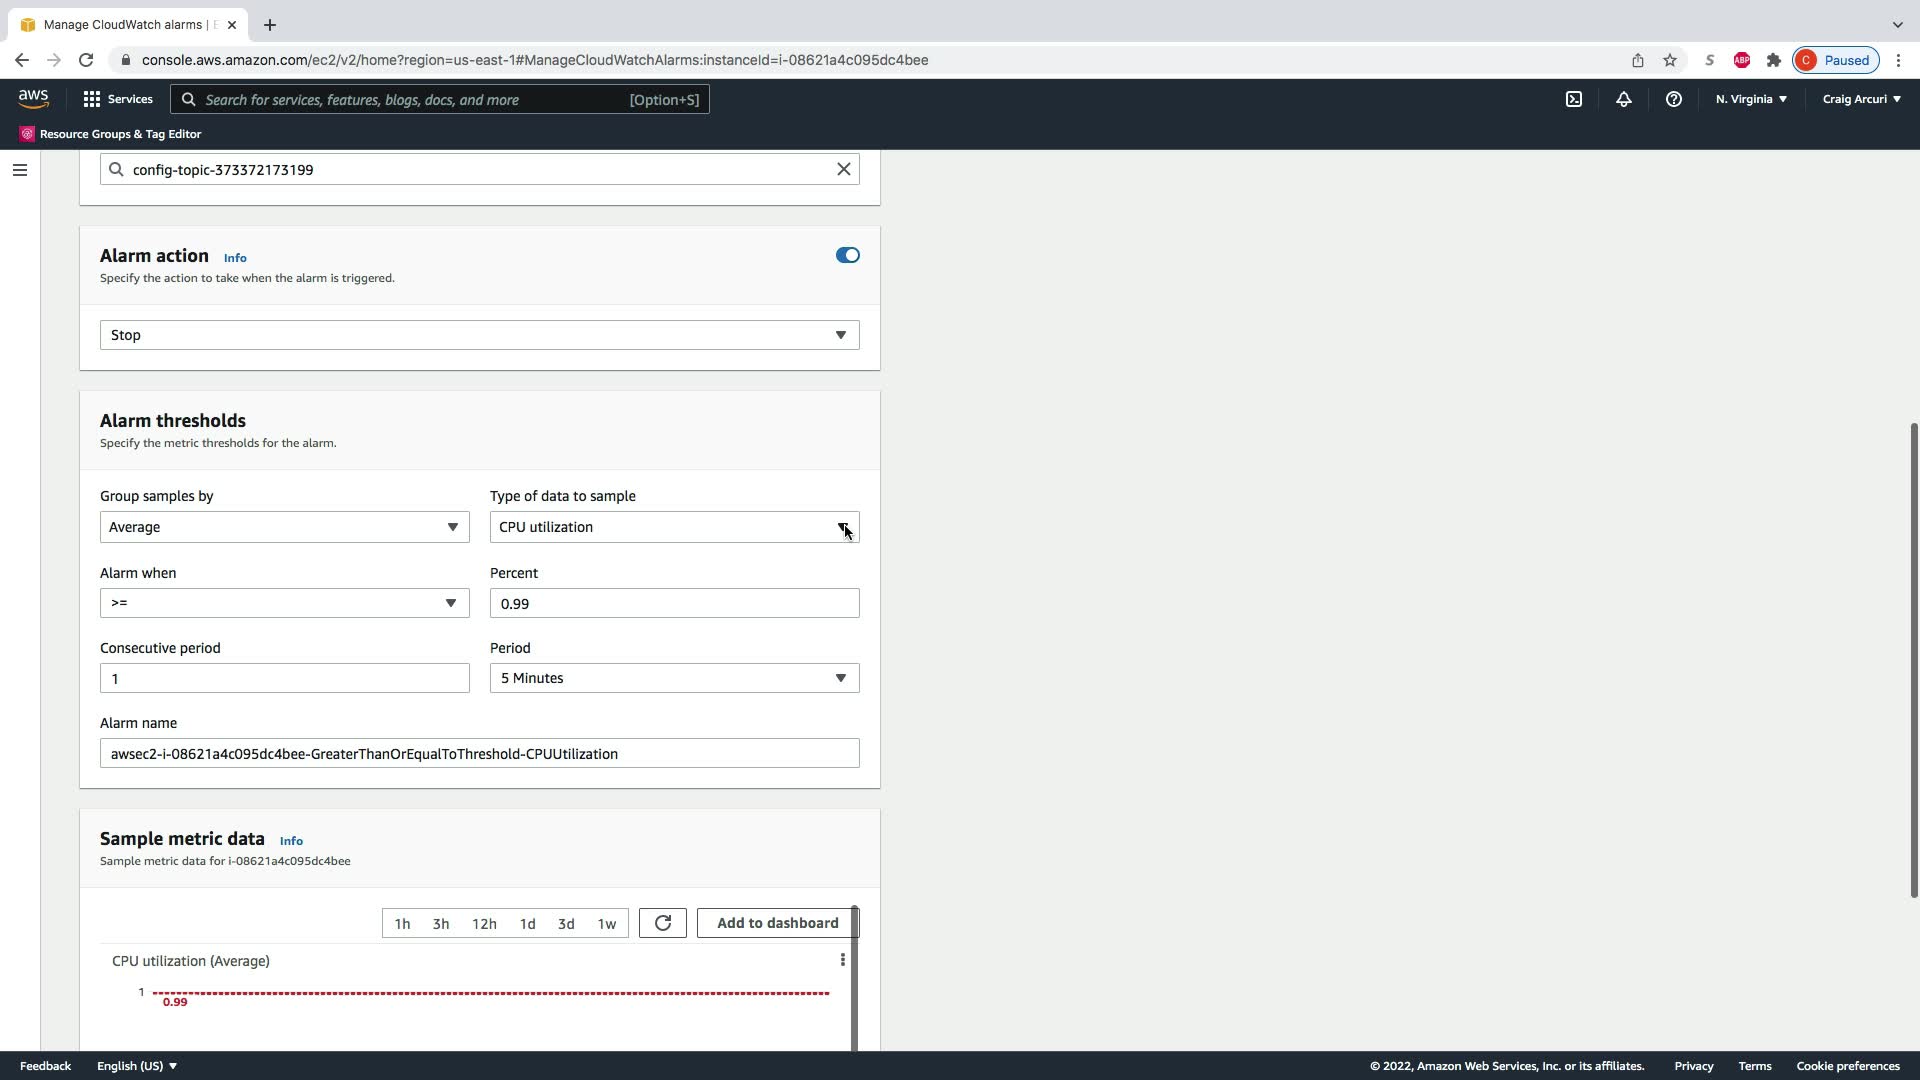 Manage CloudWatch alarms | E
console.aws.amazon.com/ec2/v2/home?region=us-east-1#ManageCloudWatchAlarms:instanceId=i-08621a4c095dc4bee
S
ABP
C
Paused
aws
Services
Search for services, features, blogs, docs, and more
[Option+S]
N. Virginia
Craig Arcuri
Resource Groups & Tag Editor
config-topic-373372173199
Alarm action Info
Specify the action to take when the alarm is triggered.
Stop
Alarm thresholds
Specify the metric thresholds for the alarm.
Group samples by
Type of data to sample
Average
CPU utilization
Alarm when
Percent
>=
0.99
Consecutive period
Period
1
5 Minutes
Alarm name
awsec2-i-08621a4c095dc4bee-GreaterThanOrEqualToThreshold-CPUUtilization
Sample metric data Info
Sample metric data for i-08621a4c095dc4bee
1h 3h 12h 1d 3d 1w
Add to dashboard
CPU utilization (Average)
1
0.99
Feedback
English (US)
© 2022, Amazon Web Services, Inc. or its affiliates.
Privacy
Terms
Cookie preferences